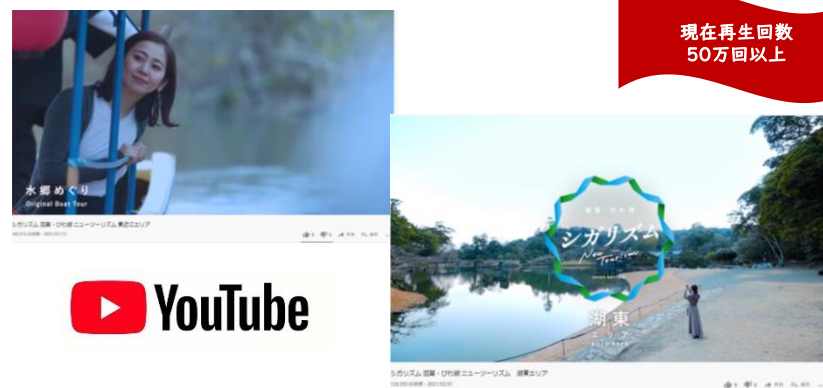 現在再生回数
50万回以上
水郷めぐり
Original Boat Tour
シガリズム 滋賀・びわ湖 ニューツーリズム 東近江エリア
滋賀・びわ湖
シガリズム
New Tourism
湖東
エリア
YouTube
シガリズム 滋賀・びわ湖 ニューツーリズム 湖東エリア